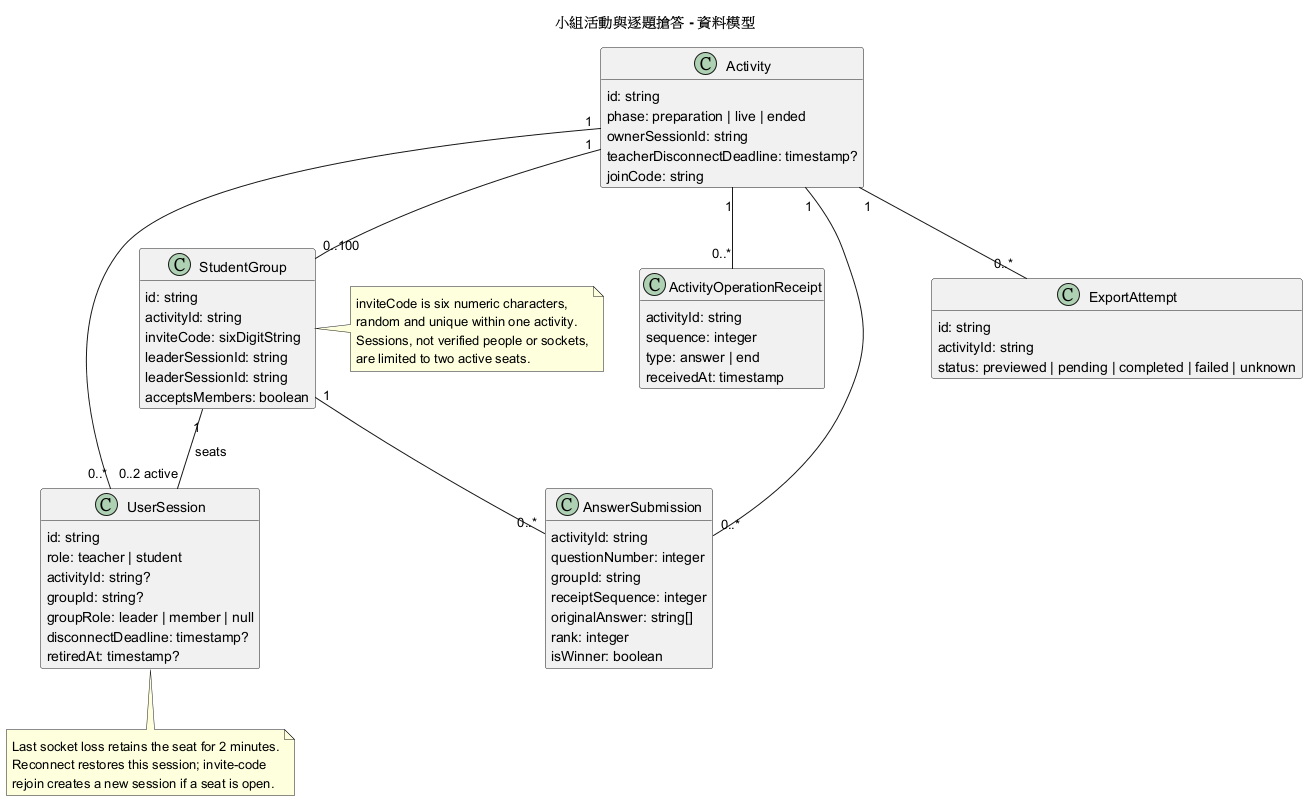 小組活動與逐題搶答 - 資料模型
C Activity
id: string
phase: preparation | live | ended
ownerSessionId: string
teacherDisconnectDeadline: timestamp?
joinCode: string
1
1
1
1
1
0..100
0..*
0..*
C StudentGroup
id: string
activityId: string
inviteCode: sixDigitString
leaderSessionId: string
leaderSessionId: string
acceptsMembers: boolean
inviteCode is six numeric characters,
random and unique within one activity.
Sessions, not verified people or sockets,
are limited to two active seats.
C ActivityOperationReceipt
activityId: string
sequence: integer
type: answer | end
receivedAt: timestamp
C ExportAttempt
id: string
activityId: string
status: previewed | pending | completed | failed | unknown
1
1
seats
0..*
0..2 active
0..*
0..*
C UserSession
id: string
role: teacher | student
activityId: string?
groupId: string?
groupRole: leader | member | null
disconnectDeadline: timestamp?
retiredAt: timestamp?
C AnswerSubmission
activityId: string
questionNumber: integer
groupId: string
receiptSequence: integer
originalAnswer: string[]
rank: integer
isWinner: boolean
Last socket loss retains the seat for 2 minutes.
Reconnect restores this session; invite-code
rejoin creates a new session if a seat is open.